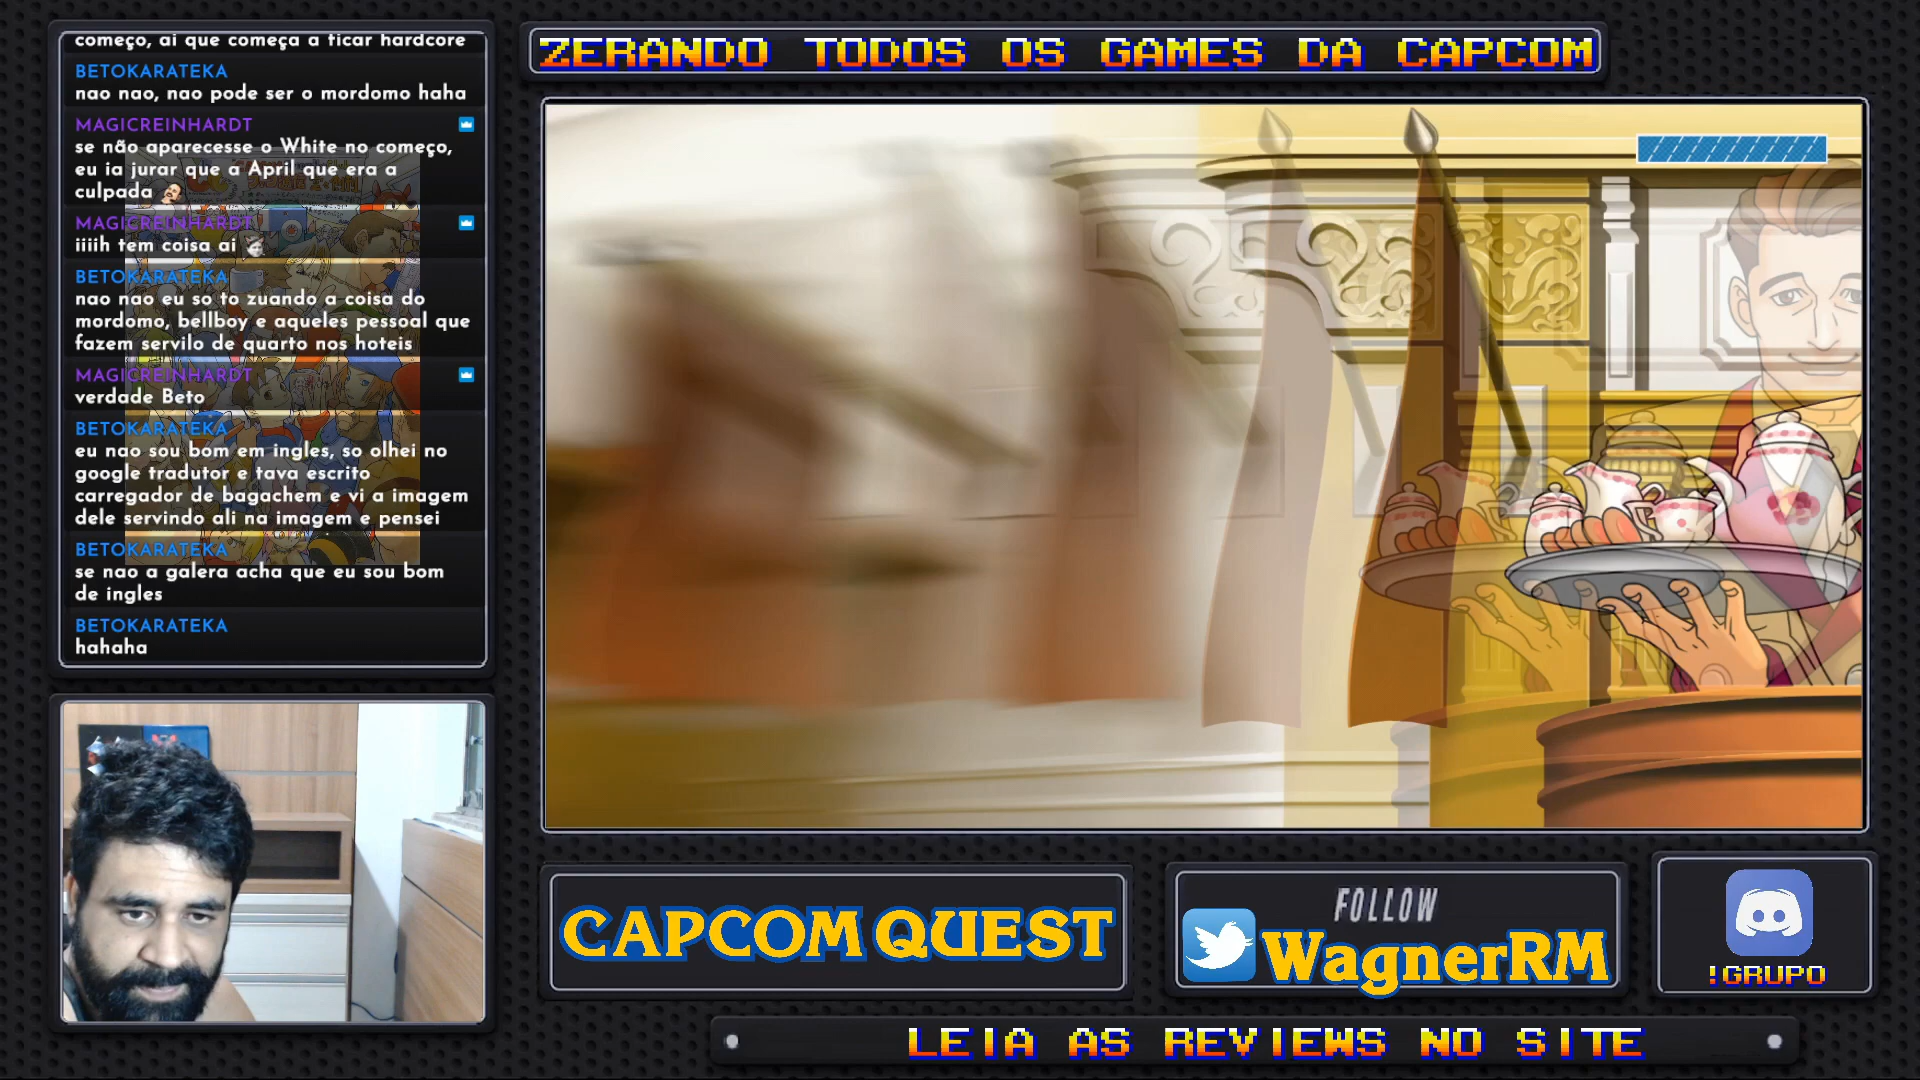 começo, ai que começa a ficar hardcore
BETOKARATEKA
nao nao, nao pode ser o mordomo haha
MAGICREINHARDT
se não aparecesse o White no começo,
eu ia jurar que a April que era a
culpada
MAGICREINHARDT
iiiih tem coisa ai
BETOKARATEKA
nao nao eu so to zuando a coisa do
mordomo, bellboy e aqueles pessoal que
fazem servilo de quarto nos hoteis
MAGICREINHARDT
verdade Beto
BETOKARATEKA
eu nao sou bom em ingles, so olhei no
google tradutor e tava escrito
carregador de bagachem e vi a imagem
dele servindo ali na imagem e pensei
BETOKARATEKA
se nao a galera acha que eu sou bom
de ingles
BETOKARATEKA
hahaha
ZERANDO TODOS OS GAMES DA CAPCOM
CAPCOM QUEST
FOLLOW
WagnerRM
!GRUPO
LEIA AS REVIEWS NO SITE